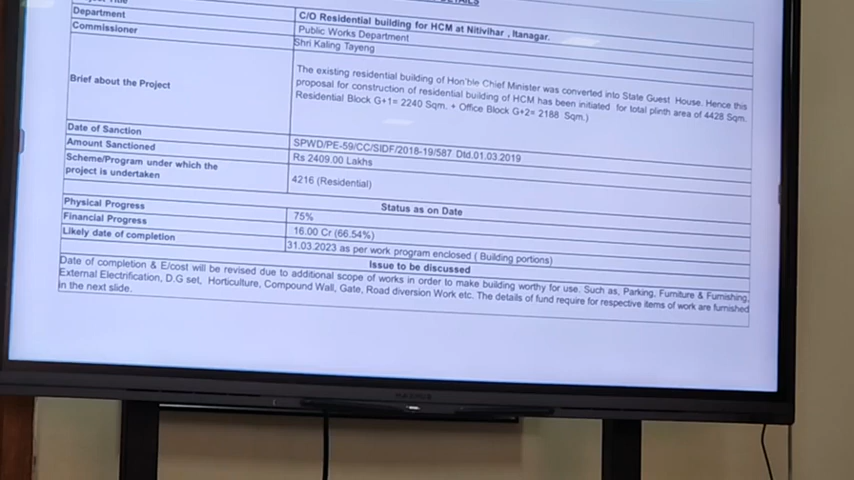 DETAILS
Title
Department
C/O Residential building for HCM at Nitivihar , Itanagar.
Commissioner
Public Works Department
Shri Kaling Tayeng
Brief about the Project
The existing residential building of Hon'ble Chief Minister was converted into State Guest House. Hence this
proposal for construction of residential building of HCM has been initiated for total plinth area of 4428 Sqm.
Residential Block G+1= 2240 Sqm. + Office Block G+2= 2188 Sqm.)
Date of Sanction
SPWD/PE-59/CC/SIDF/2018-19/587 Dtd.01.03.2019
Amount Sanctioned
Rs 2409.00 Lakhs
Scheme/Program under which the
project is undertaken
4216 (Residential)
Status as on Date
Physical Progress
75%
Financial Progress
16.00 Cr (66.54%)
Likely date of completion
31.03.2023 as per work program enclosed ( Building portions)
Issue to be discussed
Date of completion & E/cost will be revised due to additional scope of works in order to make building worthy for use. Such as, Parking, Furniture & Furnishing,
External Electrification, D.G set, Horticulture, Compound Wall, Gate, Road diversion Work etc. The details of fund require for respective items of work are furnished
in the next slide.